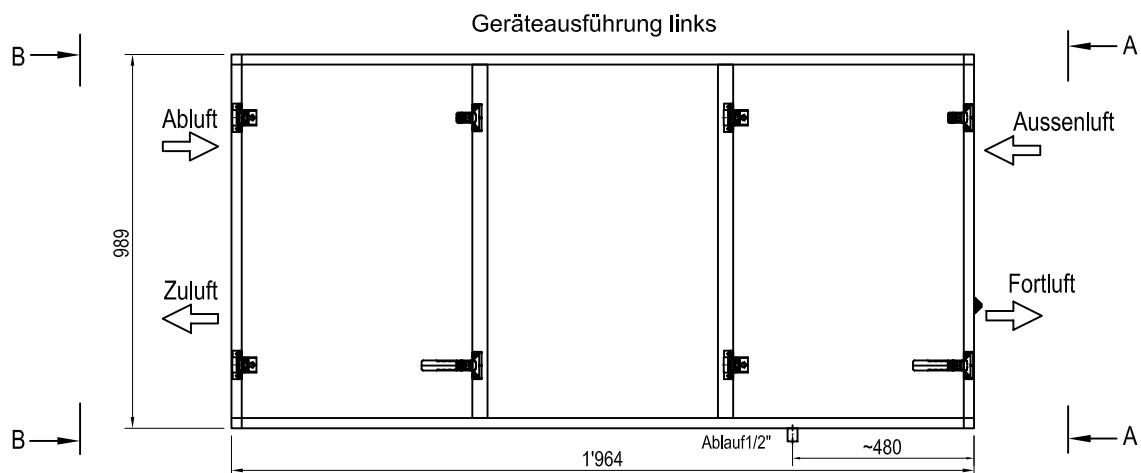 Geräteausführung links
B
A
Abluft
Aussenluft
989
Zuluft
Fortluft
B
A
Ablauf1/2"
~480
1'964